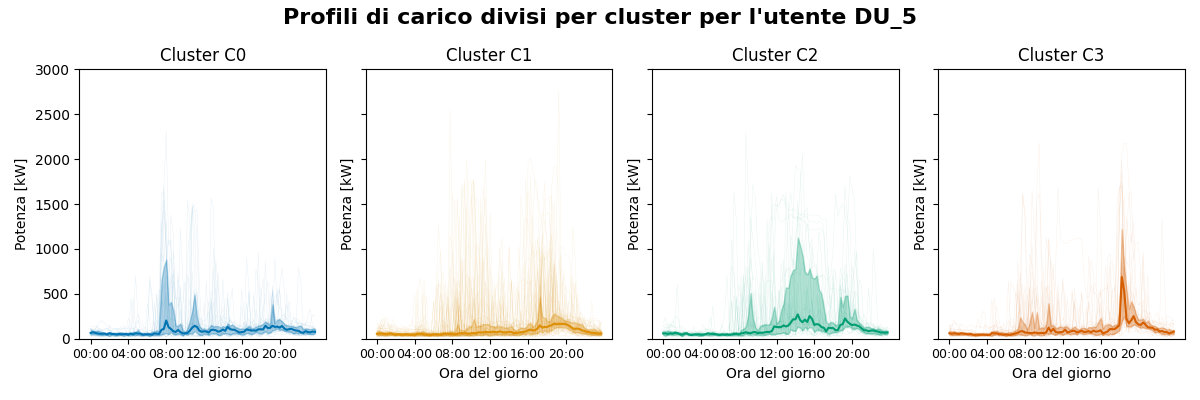 Profili di carico divisi per cluster per l'utente DU_5
Cluster C0
Cluster C1
Cluster C2
Cluster C3
3000
2500
2000
1500
1000
500
0
Potenza [kW]
Potenza [kW]
Potenza [kW]
Potenza [kW]
00:00 04:00 08:00 12:00 16:00 20:00
00:00 04:00 08:00 12:00 16:00 20:00
00:00 04:00 08:00 12:00 16:00 20:00
00:00 04:00 08:00 12:00 16:00 20:00
Ora del giorno
Ora del giorno
Ora del giorno
Ora del giorno